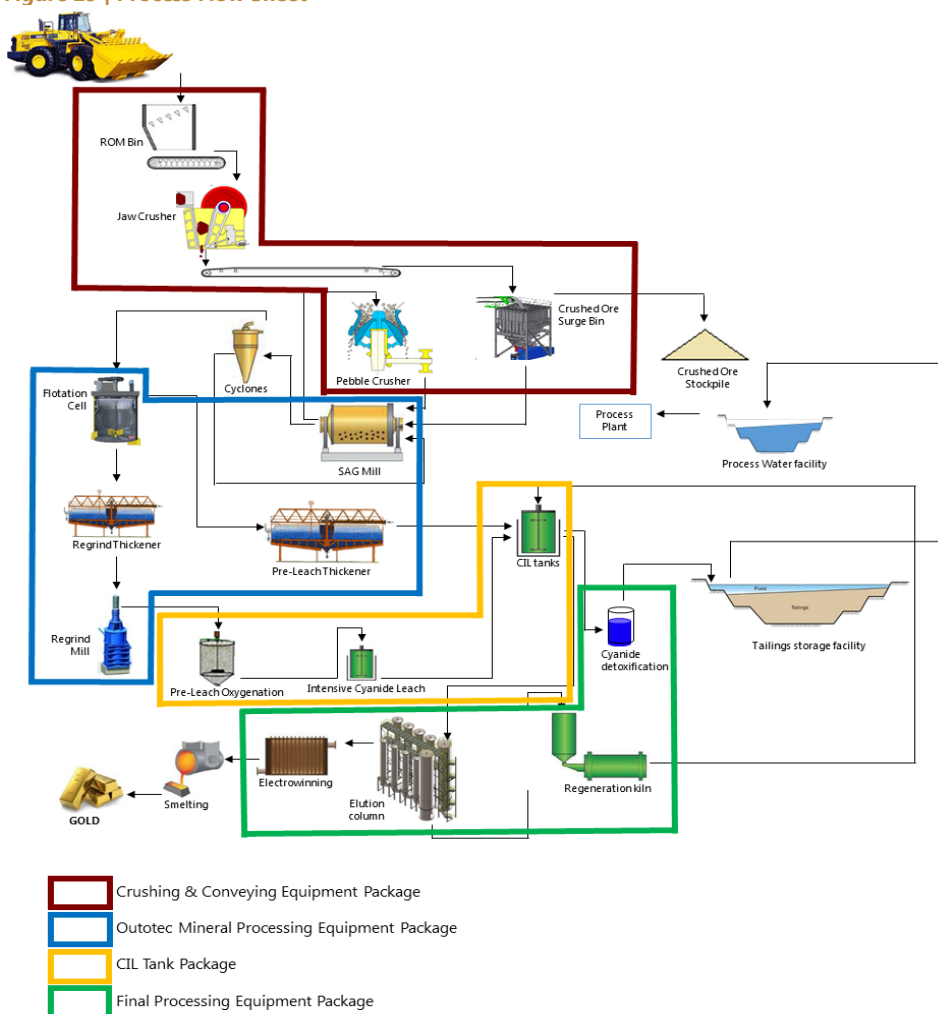 ROM Bin
Jaw Crusher
Crushed Ore
Surge Bin
Pebble Crusher
Cyclones
Crushed Ore
Stockpile
Flotation
Cell
Process
Plant
Process Water facility
SAG Mill
Regrind Thickener
Pre-Leach Thickener
CIL tanks
Pond
Tailings
Tailings storage facility
Regrind
Mill
Cyanide
detoxification
Pre-Leach Oxygenation
Intensive Cyanide Leach
Electrowinning
Regeneration kiln
Elution
column
Smelting
GOLD
Crushing & Conveying Equipment Package
Outotec Mineral Processing Equipment Package
CIL Tank Package
Final Processing Equipment Package